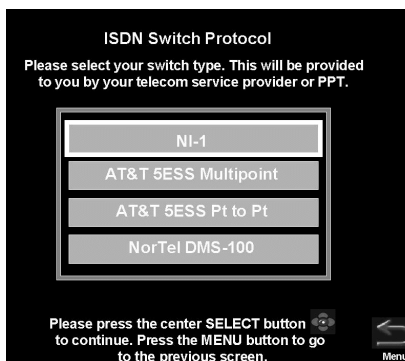 ISDN Switch Protocol
Please select your switch type. This will be provided
to you by your telecom service provider or PPT.
NI-1
AT&T 5ESS Multipoint
AT&T 5ESS Pt to Pt
NorTel DMS-100
Please press the center SELECT button
to continue. Press the MENU button to go
to the previous screen.
Menu